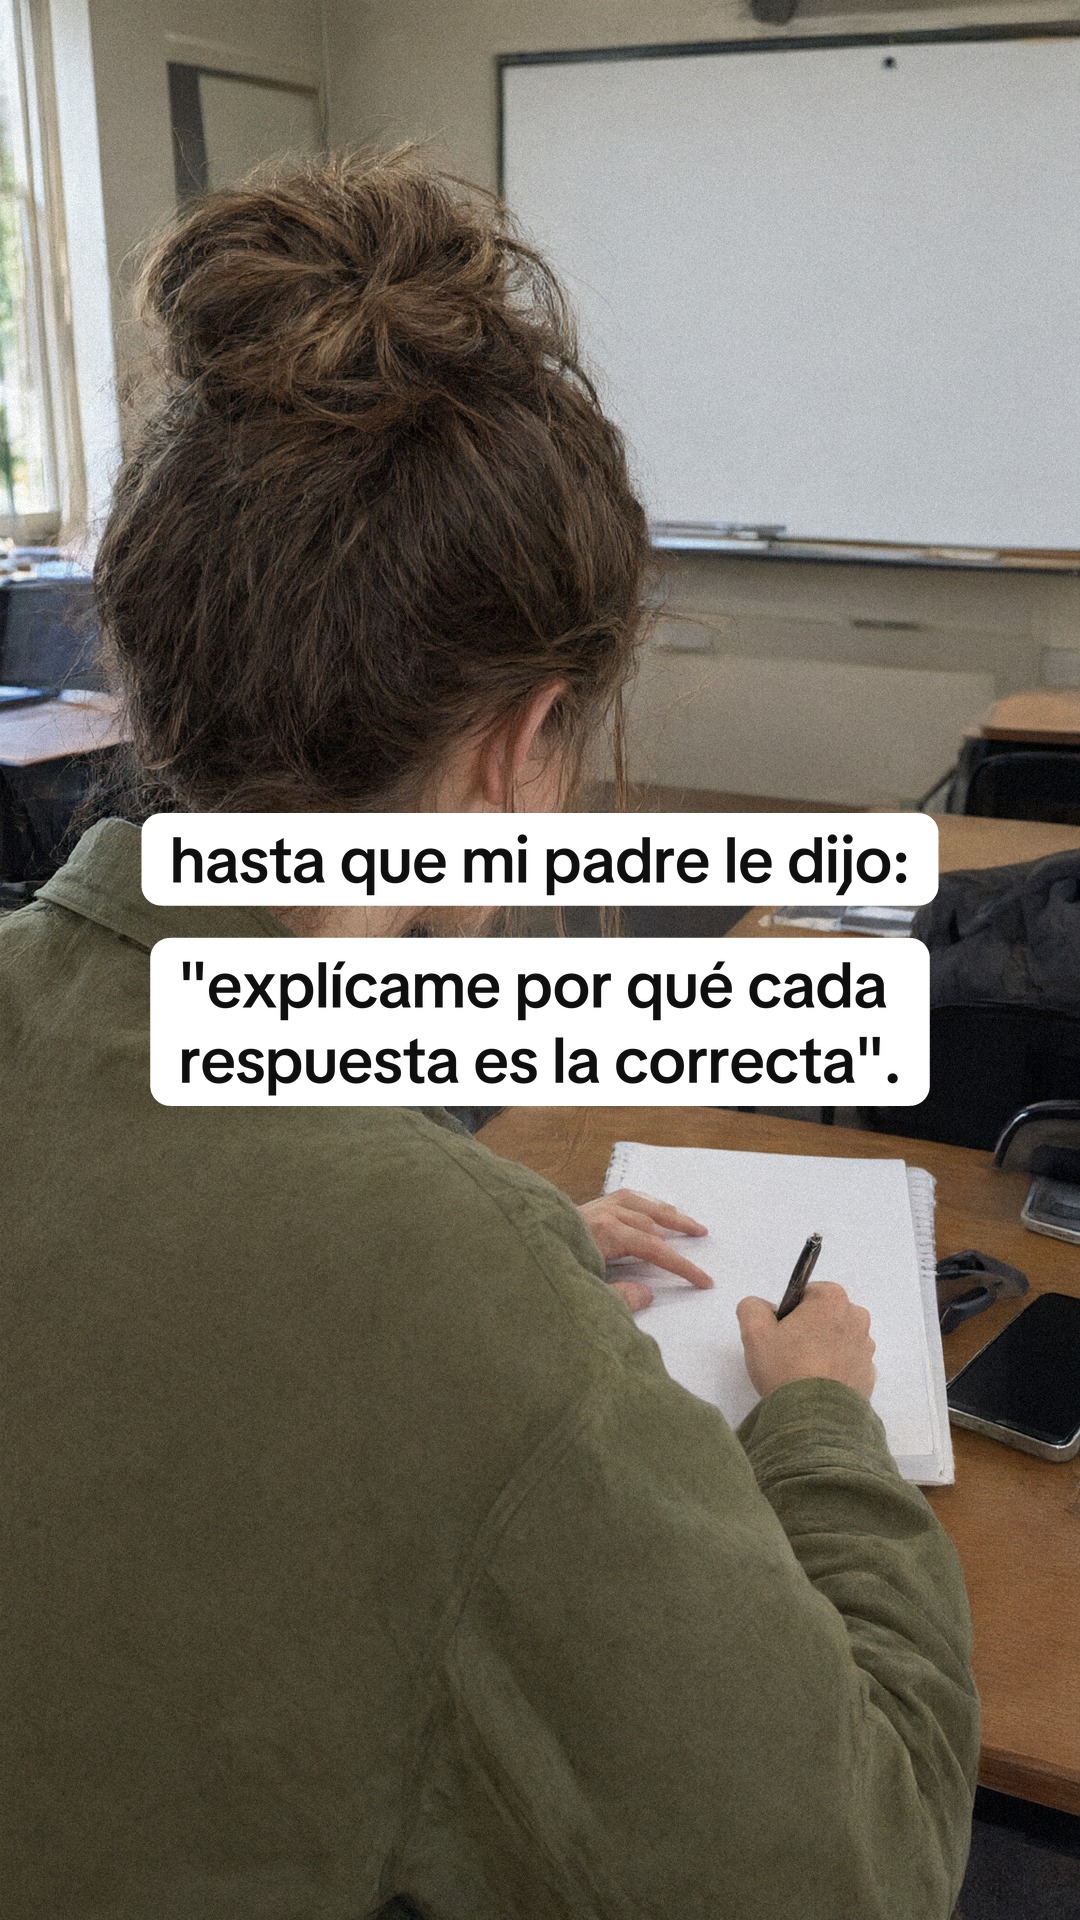 hasta que mi padre le dijo:
"explícame por qué cada
respuesta es la correcta".